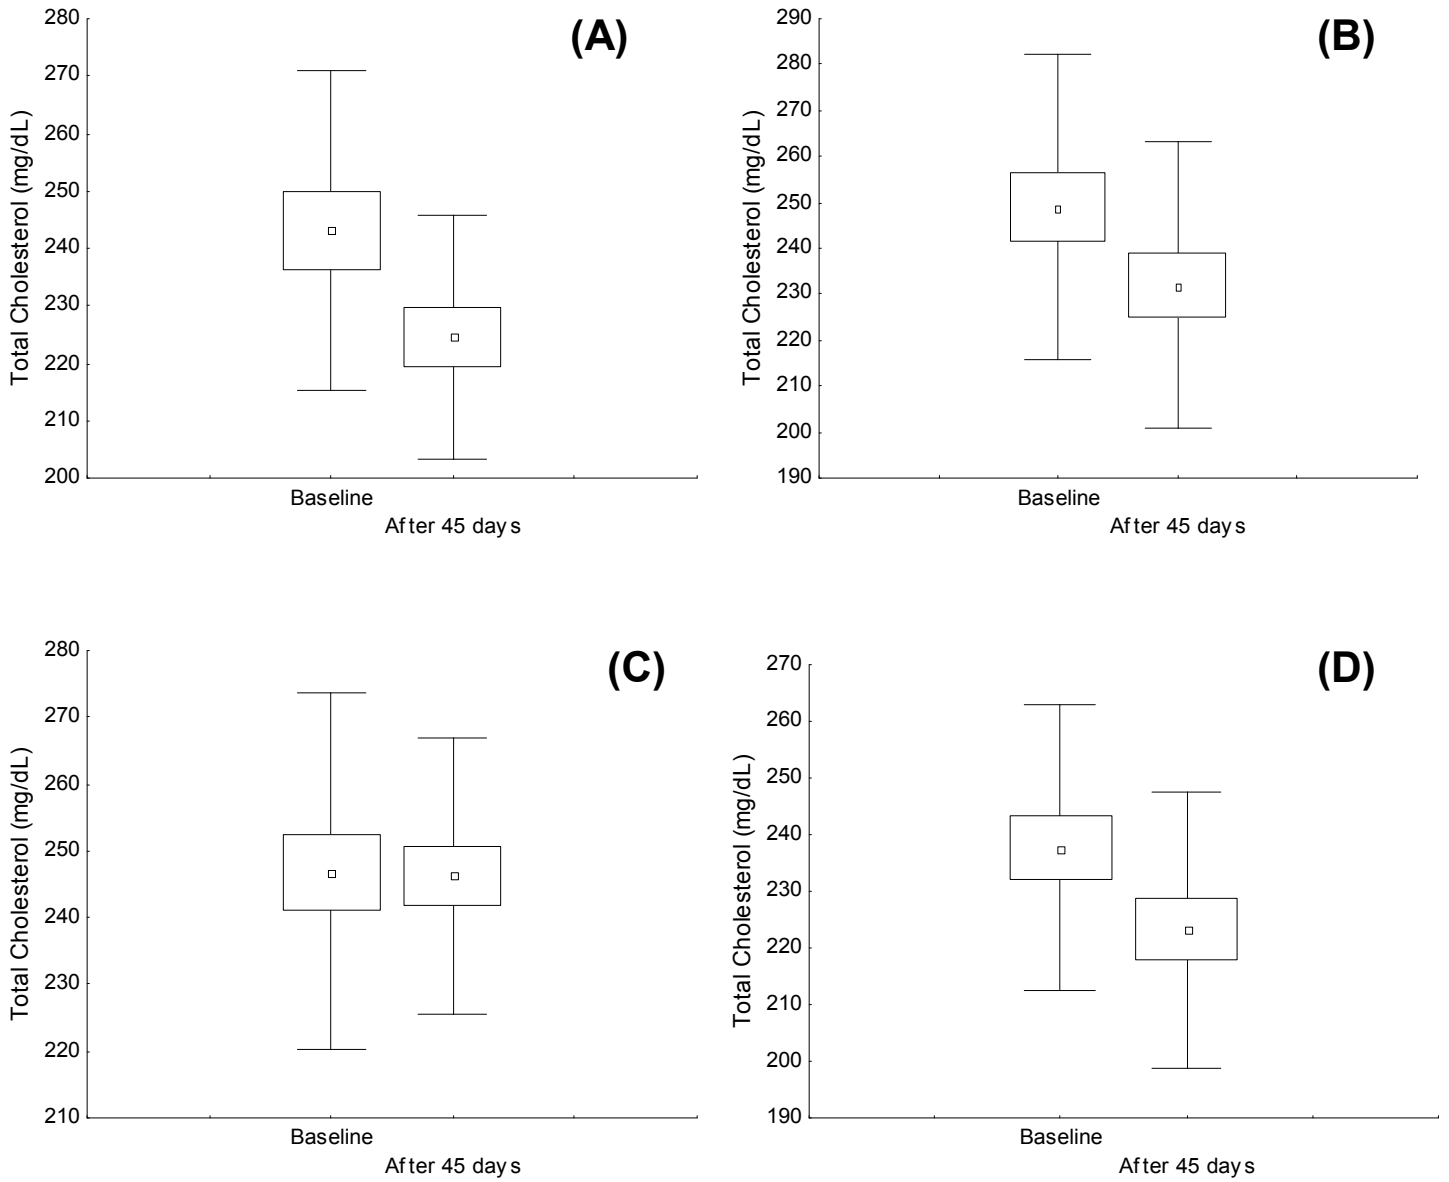 (A)
Total Cholesterol (mg/dL)
280
270
260
250
240
230
220
210
200
Baseline
After 45 days
(B)
Total Cholesterol (mg/dL)
290
280
270
260
250
240
230
220
210
200
190
Baseline
After 45 days
(C)
Total Cholesterol (mg/dL)
280
270
260
250
240
230
220
210
Baseline
After 45 days
(D)
Total Cholesterol (mg/dL)
270
260
250
240
230
220
210
200
190
Baseline
After 45 days